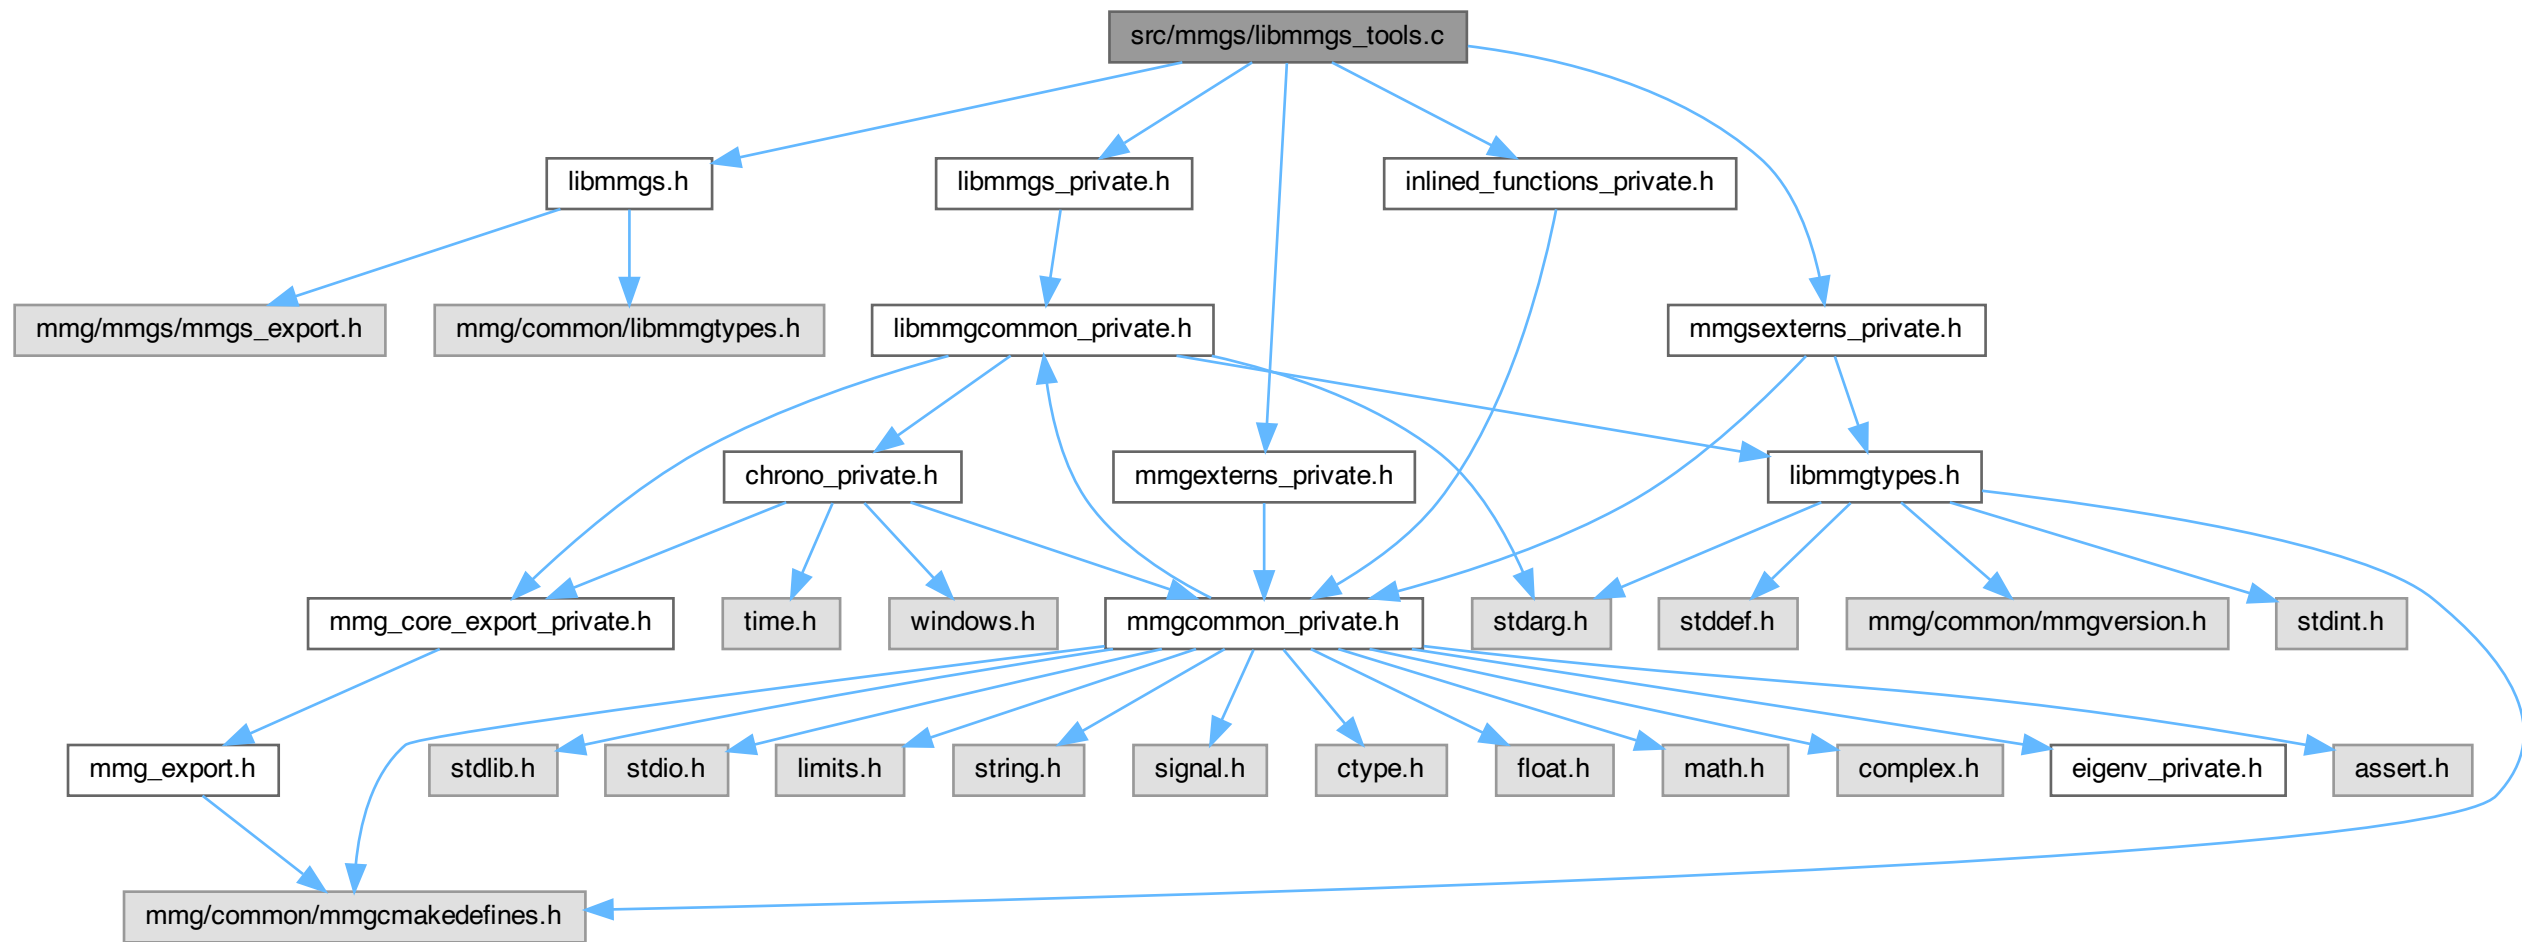 src/mmgs/libmmgs_tools.c
libmmgs.h
libmmgs_private.h
inlined_functions_private.h
mmg/mmgs/mmgs_export.h
mmg/common/libmmgtypes.h
libmmgcommon_private.h
mmgsexterns_private.h
chrono_private.h
mmgexterns_private.h
libmmgtypes.h
mmg_core_export_private.h
time.h
windows.h
mmgcommon_private.h
stdarg.h
stddef.h
mmg/common/mmgversion.h
stdint.h
mmg_export.h
stdlib.h
stdio.h
limits.h
string.h
signal.h
ctype.h
float.h
math.h
complex.h
eigenv_private.h
assert.h
mmg/common/mmgcmakedefines.h